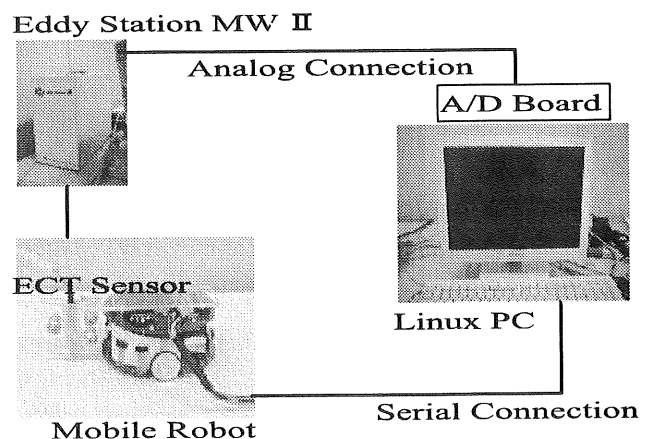 Eddy Station MW Ⅱ
Analog Connection
A/D Board
ECT Sensor
Linux PC
Serial Connection
Mobile Robot